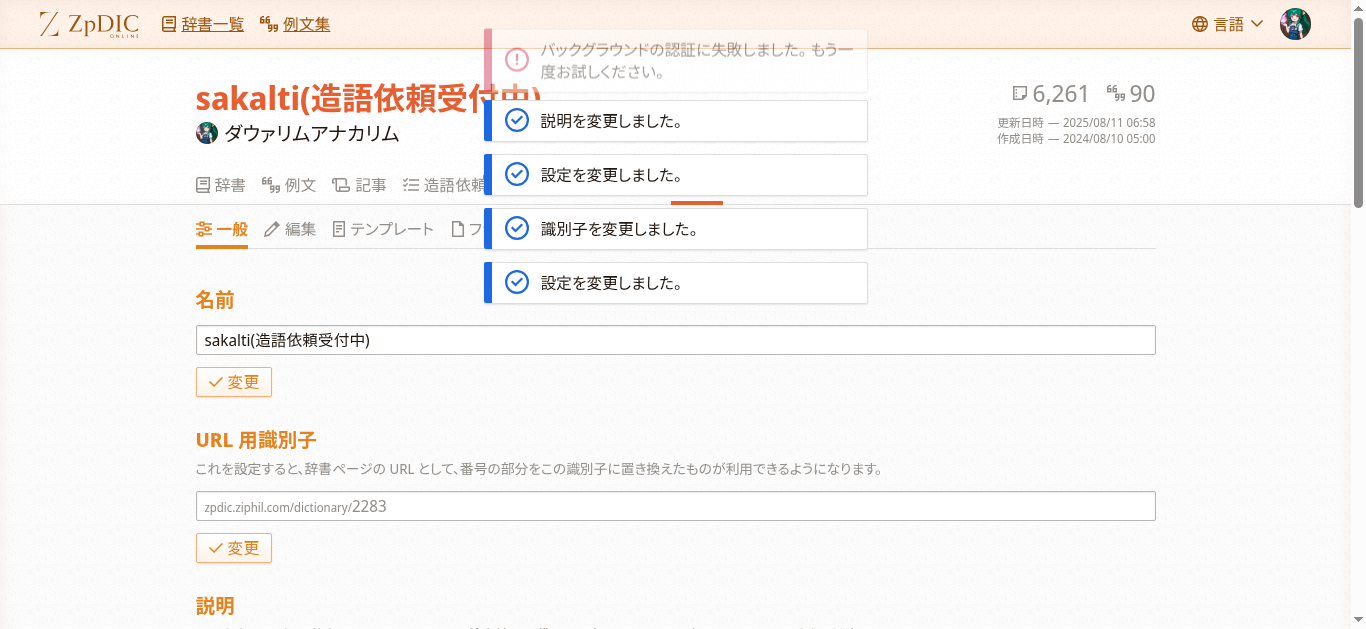 ZpDIC
ONLINE
辞書一覧
例文集
言語
バックグラウンドの認証に失敗しました。もう一
度お試しください。
sakalti(造語依頼受付中)
6,261
90
ダウァリムアナカリム
更新日時 — 2025/08/11 06:58
作成日時 — 2024/08/10 05:00
説明を変更しました。
設定を変更しました。
識別子を変更しました。
設定を変更しました。
辞書
例文
記事
造語依頼
一般
編集
テンプレート
フ
名前
sakalti(造語依頼受付中)
変更
URL 用識別子
これを設定すると、辞書ページの URL として、番号の部分をこの識別子に置き換えたものが利用できるようになります。
zpdic.ziphil.com/dictionary/2283
変更
説明